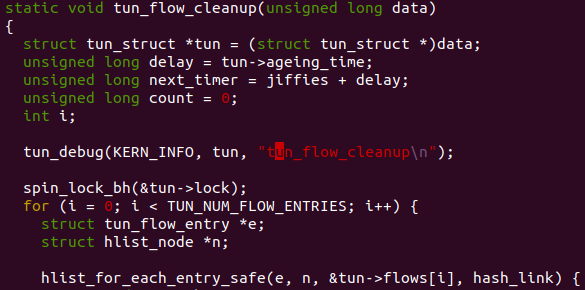 static void tun_flow_cleanup(unsigned long data)
{
  struct tun_struct *tun = (struct tun_struct *)data;
  unsigned long delay = tun->ageing_time;
  unsigned long next_timer = jiffies + delay;
  unsigned long count = 0;
  int i;

  tun_debug(KERN_INFO, tun, "tun_flow_cleanup\n");

  spin_lock_bh(&tun->lock);
  for (i = 0; i < TUN_NUM_FLOW_ENTRIES; i++) {
    struct tun_flow_entry *e;
    struct hlist_node *n;

    hlist_for_each_entry_safe(e, n, &tun->flows[i], hash_link) {